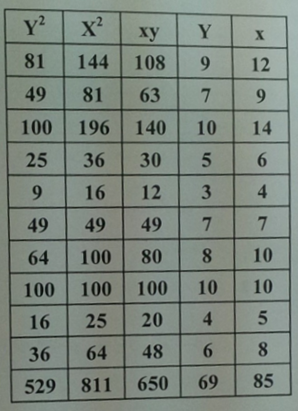 Y² X² xy Y x
81 144 108 9 12
49 81 63 7 9
100 196 140 10 14
25 36 30 5 6
9 16 12 3 4
49 49 49 7 7
64 100 80 8 10
100 100 100 10 10
16 25 20 4 5
36 64 48 6 8
529 811 650 69 85